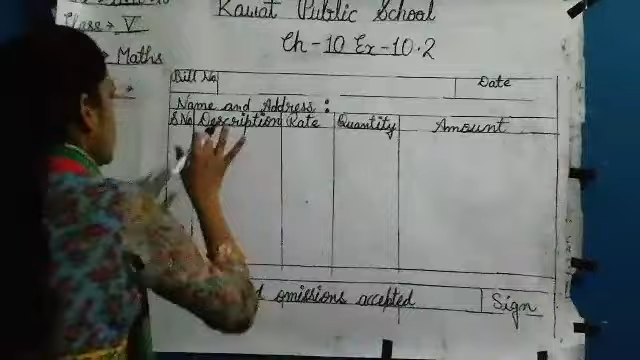 Rawat Public School
Class → V
Maths
Ch - 10 Ex - 10.2
Bill No Date
Name and Address :
S.No Description Rate Quantity Amount
omissions accepted Sign